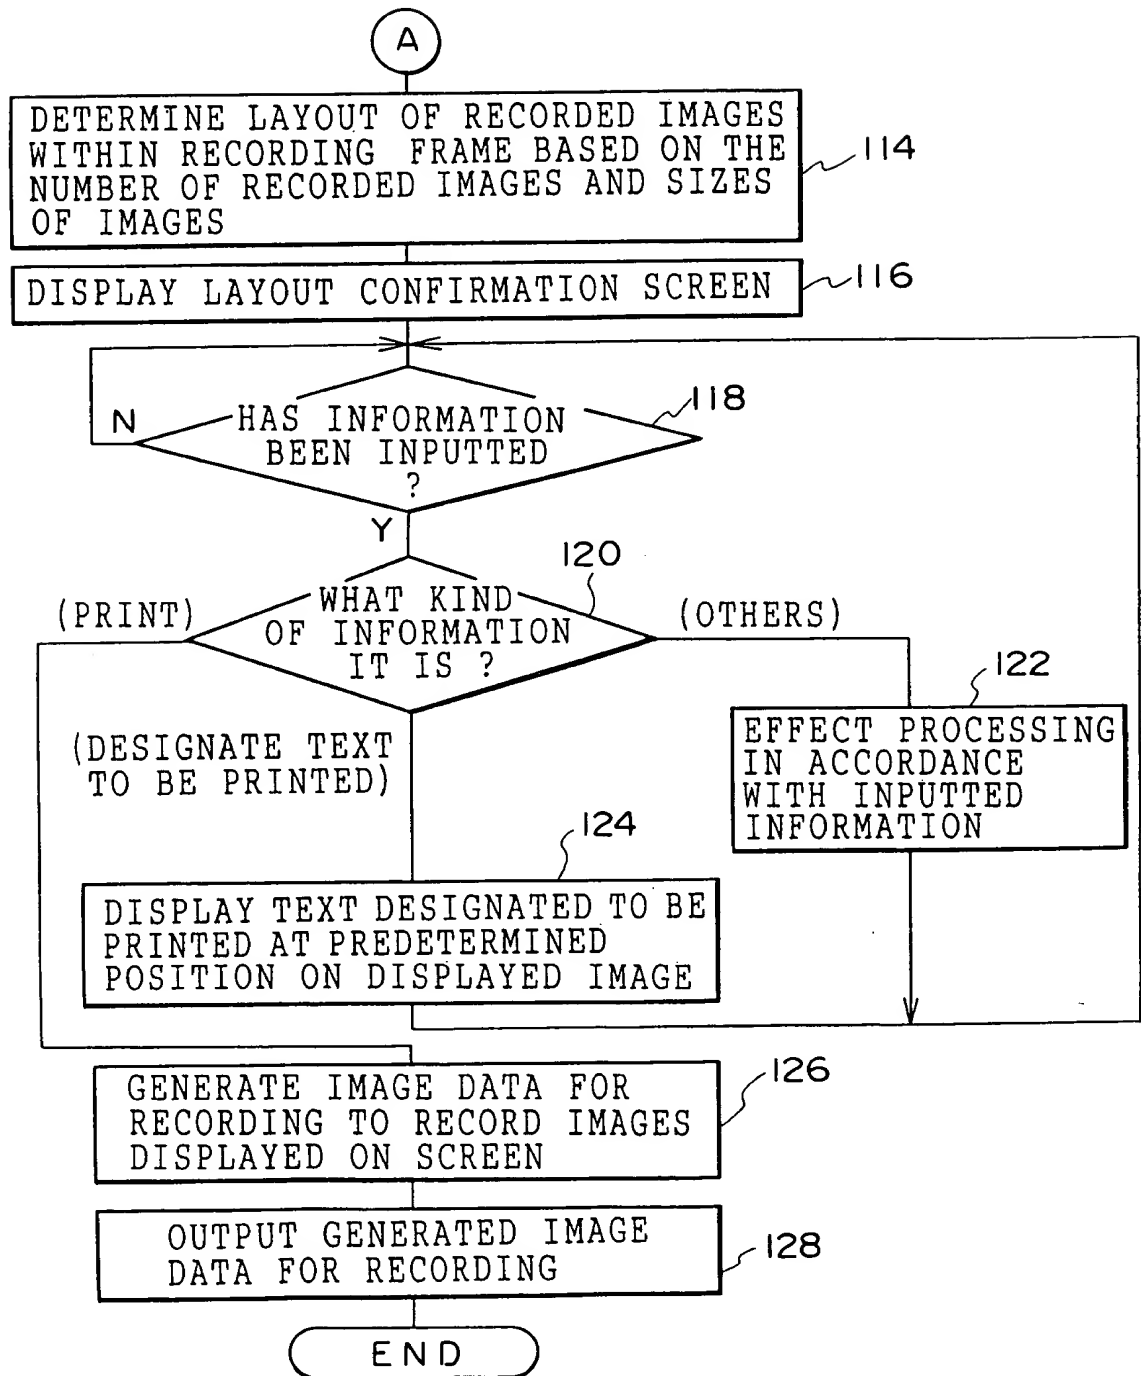 A
DETERMINE LAYOUT OF RECORDED IMAGES
WITHIN RECORDING FRAME BASED ON THE
NUMBER OF RECORDED IMAGES AND SIZES
OF IMAGES
114
DISPLAY LAYOUT CONFIRMATION SCREEN
116
N
HAS INFORMATION
BEEN INPUTTED
?
118
Y
120
WHAT KIND
OF INFORMATION
IT IS ?
(PRINT)
(OTHERS)
122
EFFECT PROCESSING
IN ACCORDANCE
WITH INPUTTED
INFORMATION
(DESIGNATE TEXT
TO BE PRINTED)
124
DISPLAY TEXT DESIGNATED TO BE
PRINTED AT PREDETERMINED
POSITION ON DISPLAYED IMAGE
GENERATE IMAGE DATA FOR
RECORDING TO RECORD IMAGES
DISPLAYED ON SCREEN
126
OUTPUT GENERATED IMAGE
DATA FOR RECORDING
128
END